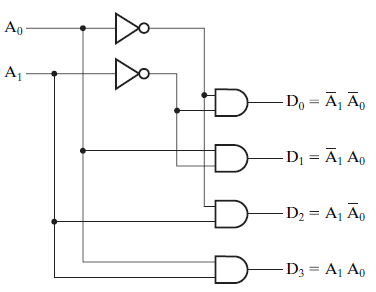 A₀
A₁
D₀ = A̅₁ A̅₀
D₁ = A̅₁ A₀
D₂ = A₁ A̅₀
D₃ = A₁ A₀